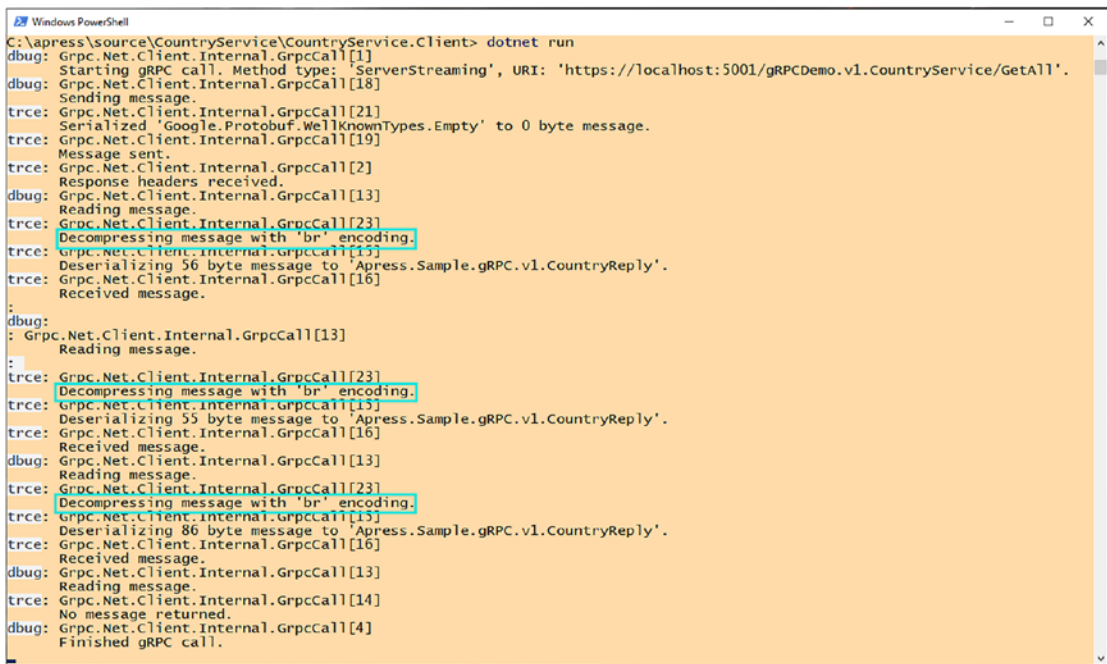 Windows PowerShell
C:\apress\source\CountryService\CountryService.Client> dotnet run
dbug: Grpc.Net.Client.Internal.GrpcCall[1]
Starting gRPC call. Method type: 'ServerStreaming', URI: 'https://localhost:5001/gRPCDemo.v1.CountryService/GetAll'.
dbug: Grpc.Net.Client.Internal.GrpcCall[18]
Sending message.
trce: Grpc.Net.Client.Internal.GrpcCall[21]
Serialized 'Google.Protobuf.WellKnownTypes.Empty' to 0 byte message.
trce: Grpc.Net.Client.Internal.GrpcCall[19]
Message sent.
trce: Grpc.Net.Client.Internal.GrpcCall[2]
Response headers received.
dbug: Grpc.Net.Client.Internal.GrpcCall[13]
Reading message.
trce: Grpc.Net.Client.Internal.GrpcCall[23]
Decompressing message with 'br' encoding.
trce: Grpc.Net.Client.Internal.GrpcCall[15]
Deserializing 56 byte message to 'Apress.Sample.gRPC.v1.CountryReply'.
trce: Grpc.Net.Client.Internal.GrpcCall[16]
Received message.
:
dbug:
: Grpc.Net.Client.Internal.GrpcCall[13]
Reading message.
:
trce: Grpc.Net.Client.Internal.GrpcCall[23]
Decompressing message with 'br' encoding.
trce: Grpc.Net.Client.Internal.GrpcCall[15]
Deserializing 55 byte message to 'Apress.Sample.gRPC.v1.CountryReply'.
trce: Grpc.Net.Client.Internal.GrpcCall[16]
Received message.
dbug: Grpc.Net.Client.Internal.GrpcCall[13]
Reading message.
trce: Grpc.Net.Client.Internal.GrpcCall[23]
Decompressing message with 'br' encoding.
trce: Grpc.Net.Client.Internal.GrpcCall[15]
Deserializing 86 byte message to 'Apress.Sample.gRPC.v1.CountryReply'.
trce: Grpc.Net.Client.Internal.GrpcCall[16]
Received message.
dbug: Grpc.Net.Client.Internal.GrpcCall[13]
Reading message.
trce: Grpc.Net.Client.Internal.GrpcCall[14]
No message returned.
dbug: Grpc.Net.Client.Internal.GrpcCall[4]
Finished gRPC call.